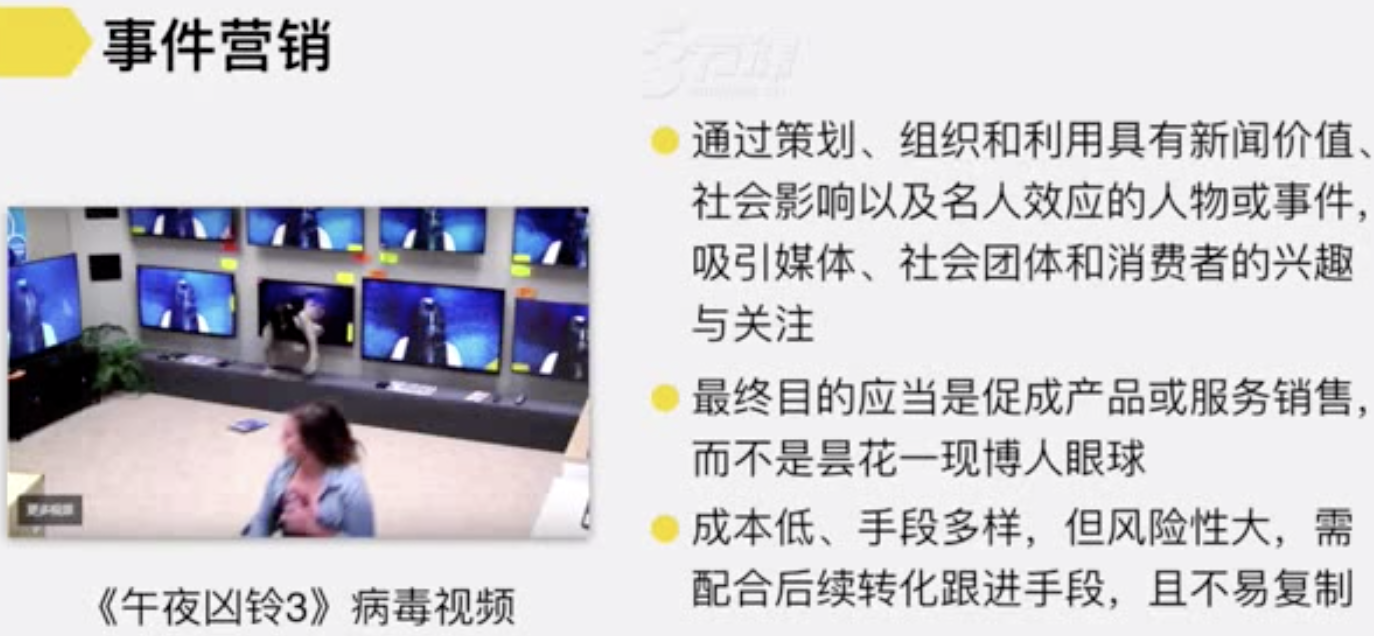 事件营销
通过策划、组织和利用具有新闻价值、
社会影响以及名人效应的人物或事件，
吸引媒体、社会团体和消费者的兴趣
与关注
最终目的应当是促成产品或服务销售，
而不是昙花一现博人眼球
成本低、手段多样，但风险性大，需
配合后续转化跟进手段，且不易复制
更多视频
《午夜凶铃3》病毒视频